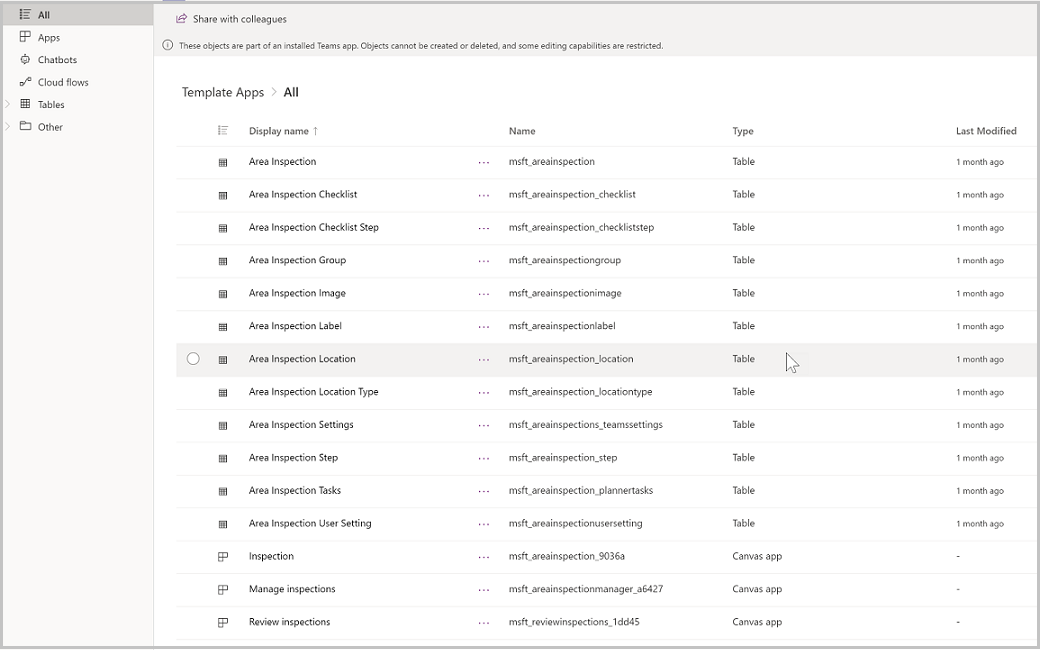 All
Apps
Chatbots
Cloud flows
Tables
Other
Share with colleagues
These objects are part of an installed Teams app. Objects cannot be created or deleted, and some editing capabilities are restricted.
Template Apps > All
Display name ↑ Name Type Last Modified
Area Inspection ... msft_areainspection Table 1 month ago
Area Inspection Checklist ... msft_areainspection_checklist Table 1 month ago
Area Inspection Checklist Step ... msft_areainspection_checkliststep Table 1 month ago
Area Inspection Group ... msft_areainspectiongroup Table 1 month ago
Area Inspection Image ... msft_areainspectionimage Table 1 month ago
Area Inspection Label ... msft_areainspectionlabel Table 1 month ago
Area Inspection Location ... msft_areainspection_location Table 1 month ago
Area Inspection Location Type ... msft_areainspection_locationtype Table 1 month ago
Area Inspection Settings ... msft_areainspections_teamssettings Table 1 month ago
Area Inspection Step ... msft_areainspection_step Table 1 month ago
Area Inspection Tasks ... msft_areainspection_plannertasks Table 1 month ago
Area Inspection User Setting ... msft_areainspectionusersetting Table 1 month ago
Inspection ... msft_areainspection_9036a Canvas app -
Manage inspections ... msft_areainspectionmanager_a6427 Canvas app -
Review inspections ... msft_reviewinspections_1dd45 Canvas app -